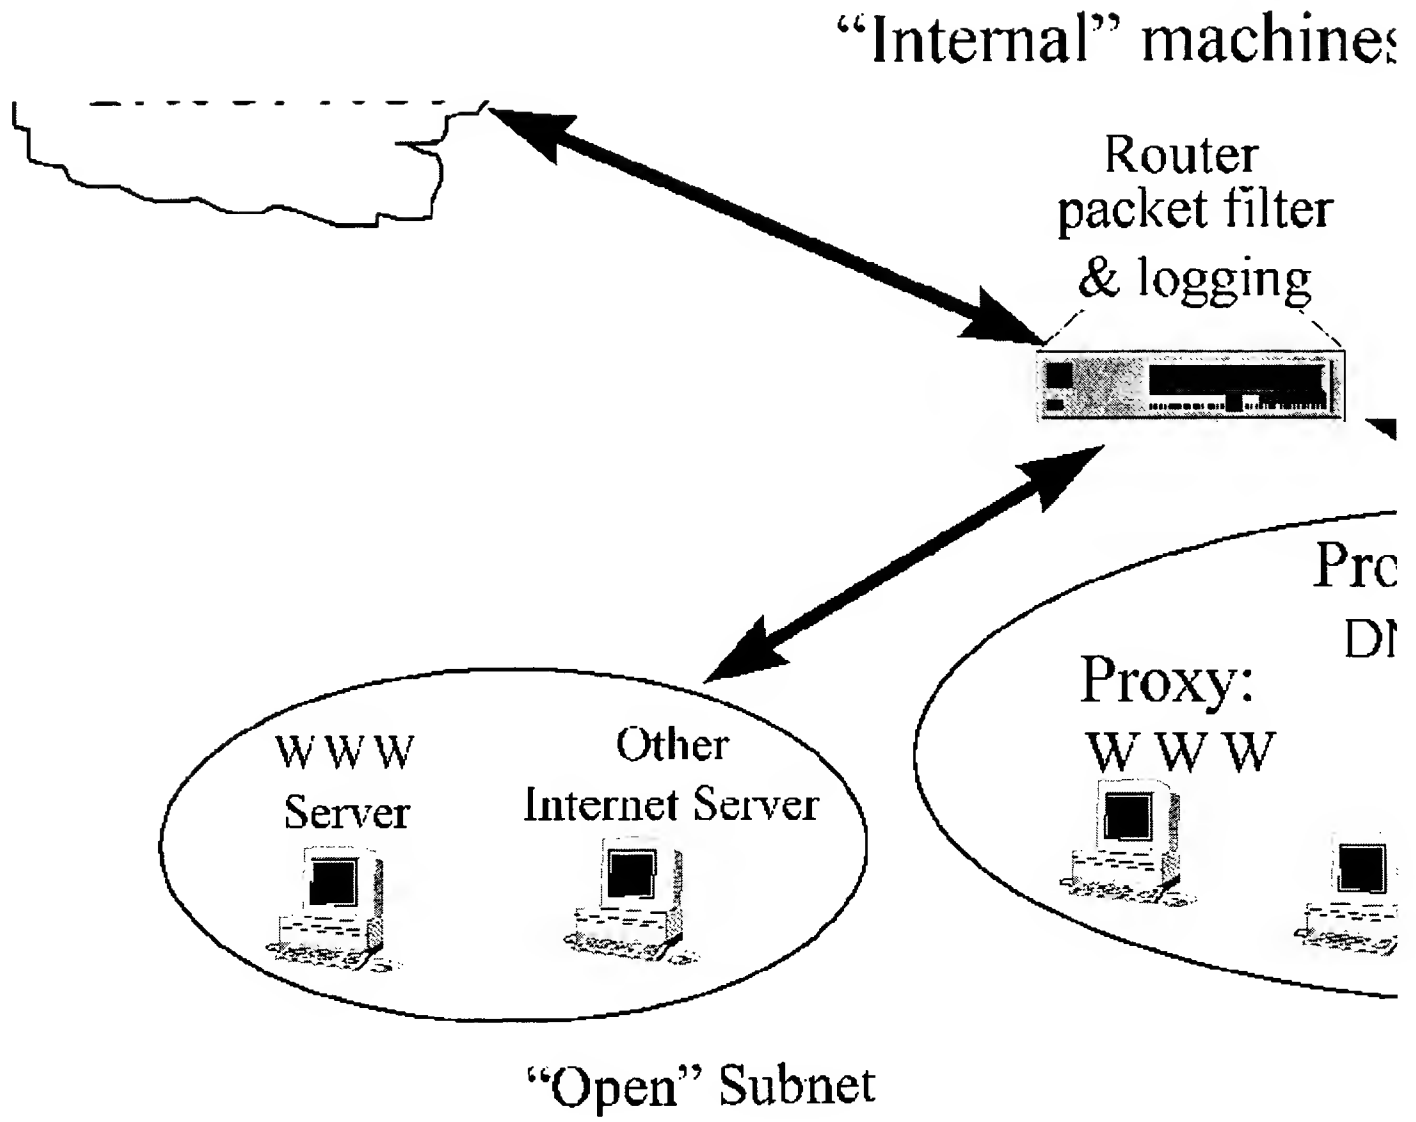 “Internal” machines
Router
packet filter
& logging
Proxy:
W W W
W W W
Server
Other
Internet Server
“Open” Subnet